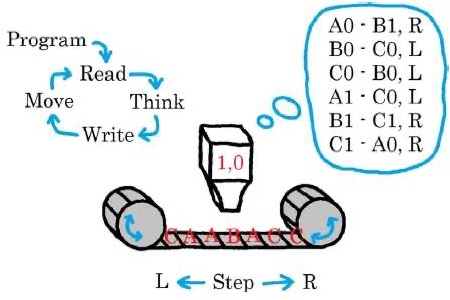 Program
Read
Think
Write
Move
A0 - B1, R
B0 - C0, L
C0 - B0, L
A1 - C0, L
B1 - C1, R
C1 - A0, R
1,0
C A A B A C C
L Step R